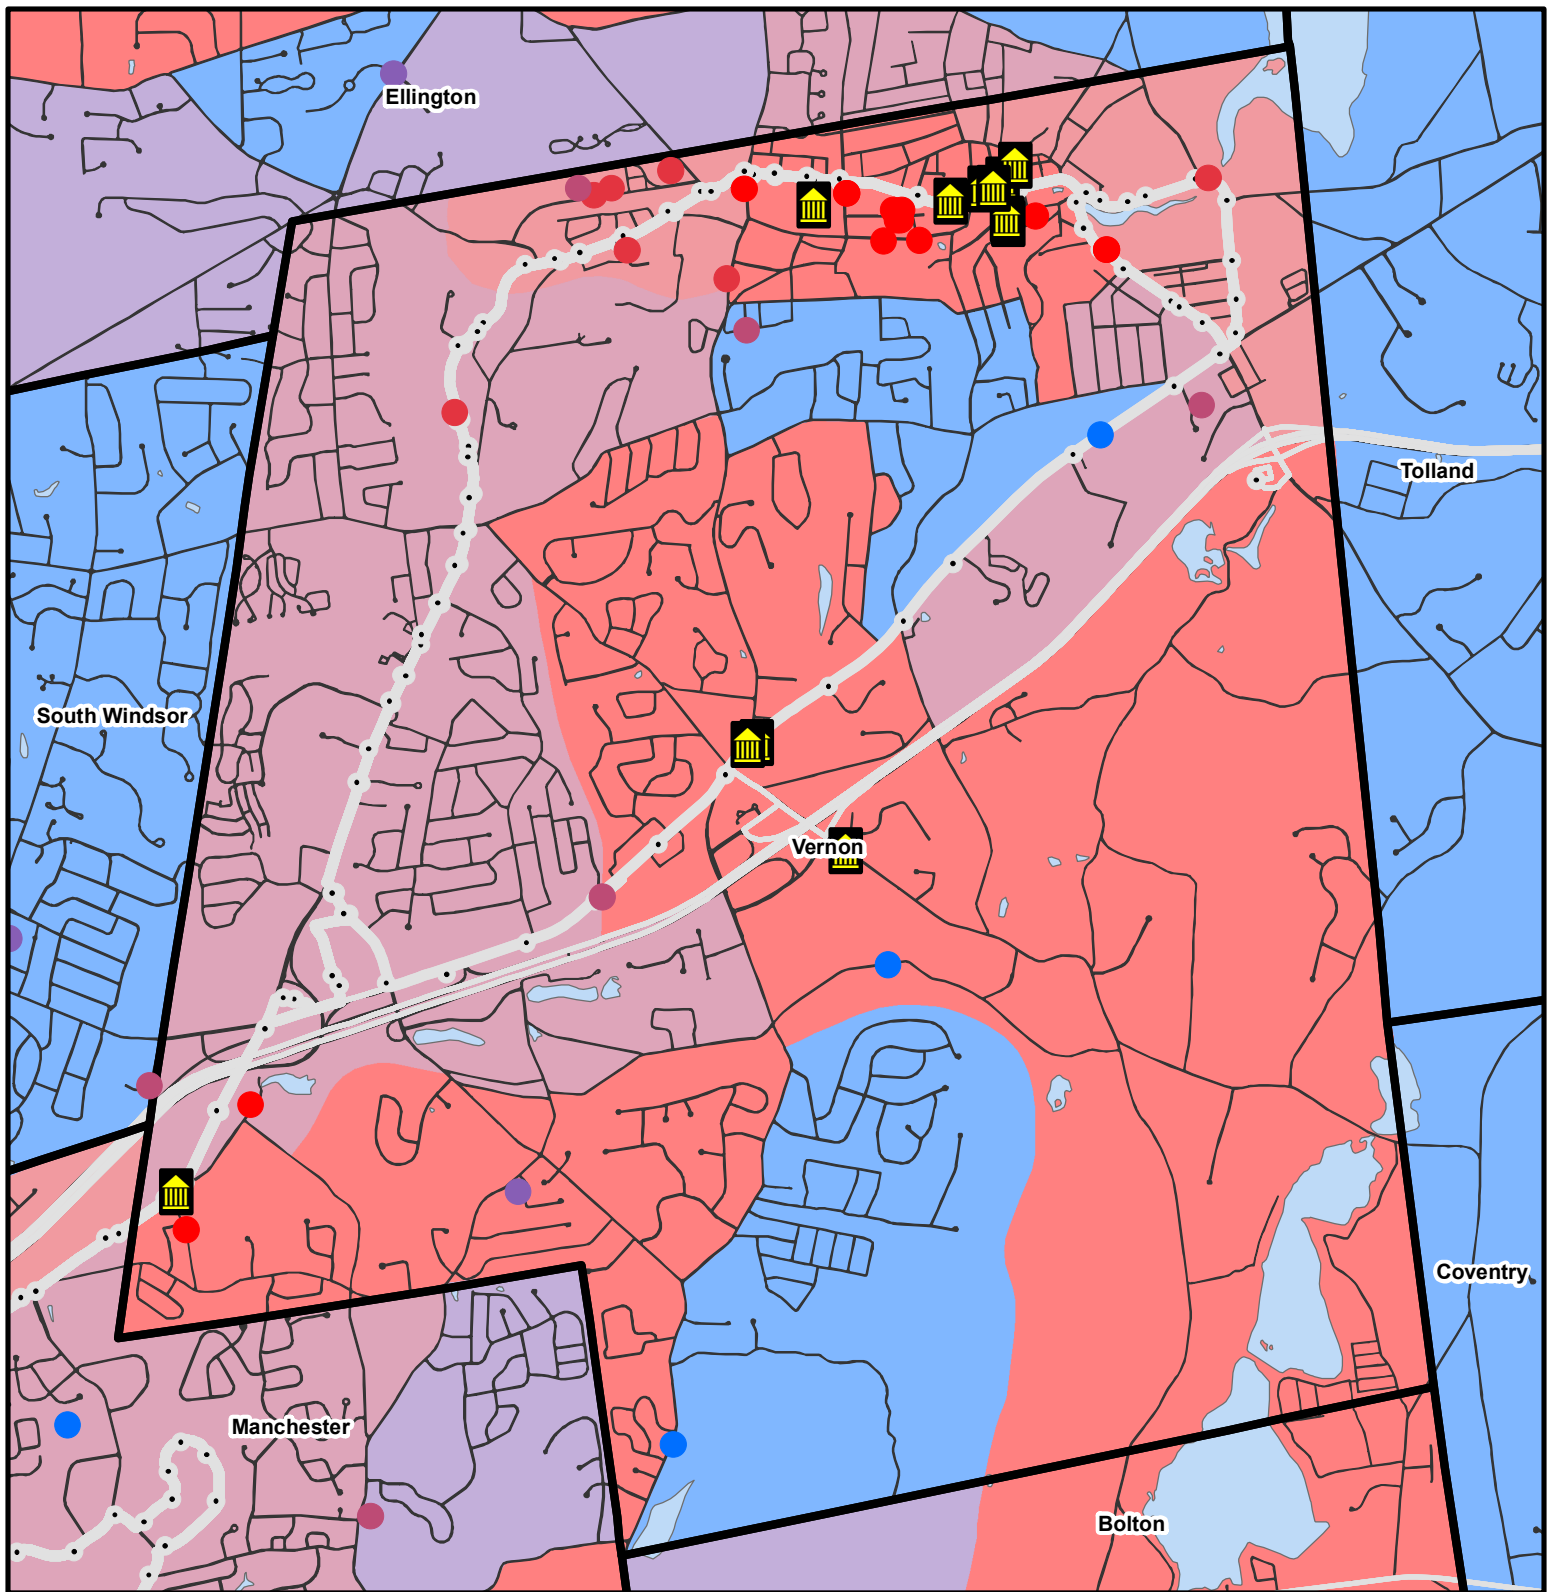 Ellington
Tolland
South Windsor
Vernon
Coventry
Manchester
Bolton